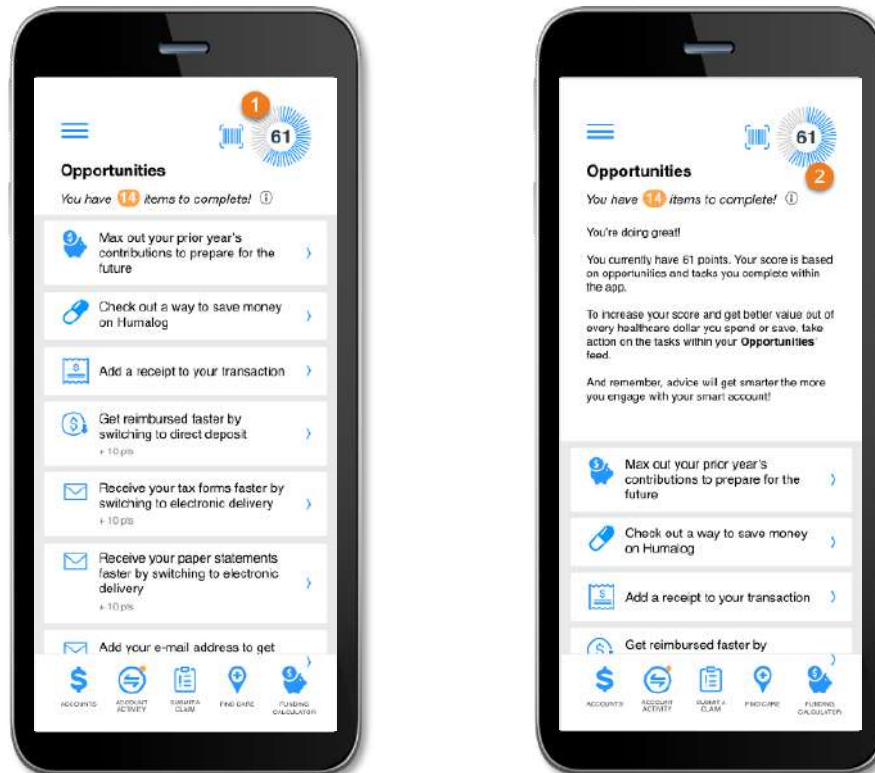 1
61
Opportunities
You have 14 items to complete!
Max out your prior year's
contributions to prepare for the
future
Check out a way to save money
on Humalog
Add a receipt to your transaction
Get reimbursed faster by
switching to direct deposit
+ 10 pts
Receive your tax forms faster by
switching to electronic delivery
+ 10 pts
Receive your paper statements
faster by switching to electronic
delivery
+ 10 pts
Add your e-mail address to get
ACCOUNTS
ACCOUNT
ACTIVITY
SUBMIT A
CLAIM
FIND CARE
FUNDING
CALCULATOR
61
2
Opportunities
You have 14 items to complete!
You're doing great!
You currently have 61 points. Your score is based
on opportunities and tasks you complete within
the app.
To increase your score and get better value out of
every healthcare dollar you spend or save, take
action on the tasks within your Opportunities'
feed.
And remember, advice will get smarter the more
you engage with your smart account!
Max out your prior year's
contributions to prepare for the
future
Check out a way to save money
on Humalog
Add a receipt to your transaction
Get reimbursed faster by
ACCOUNTS
ACCOUNT
ACTIVITY
SUBMIT A
CLAIM
FIND CARE
FUNDING
CALCULATOR